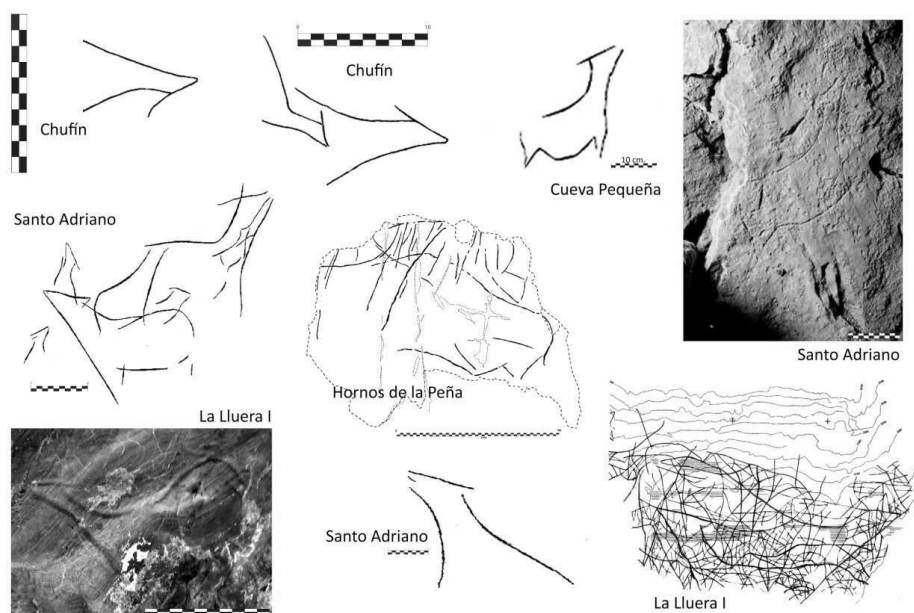 Chufín
Chufín
10 cm
Cueva Pequeña
Santo Adriano
Santo Adriano
Hornos de la Peña
La Lluera I
Santo Adriano
La Lluera I